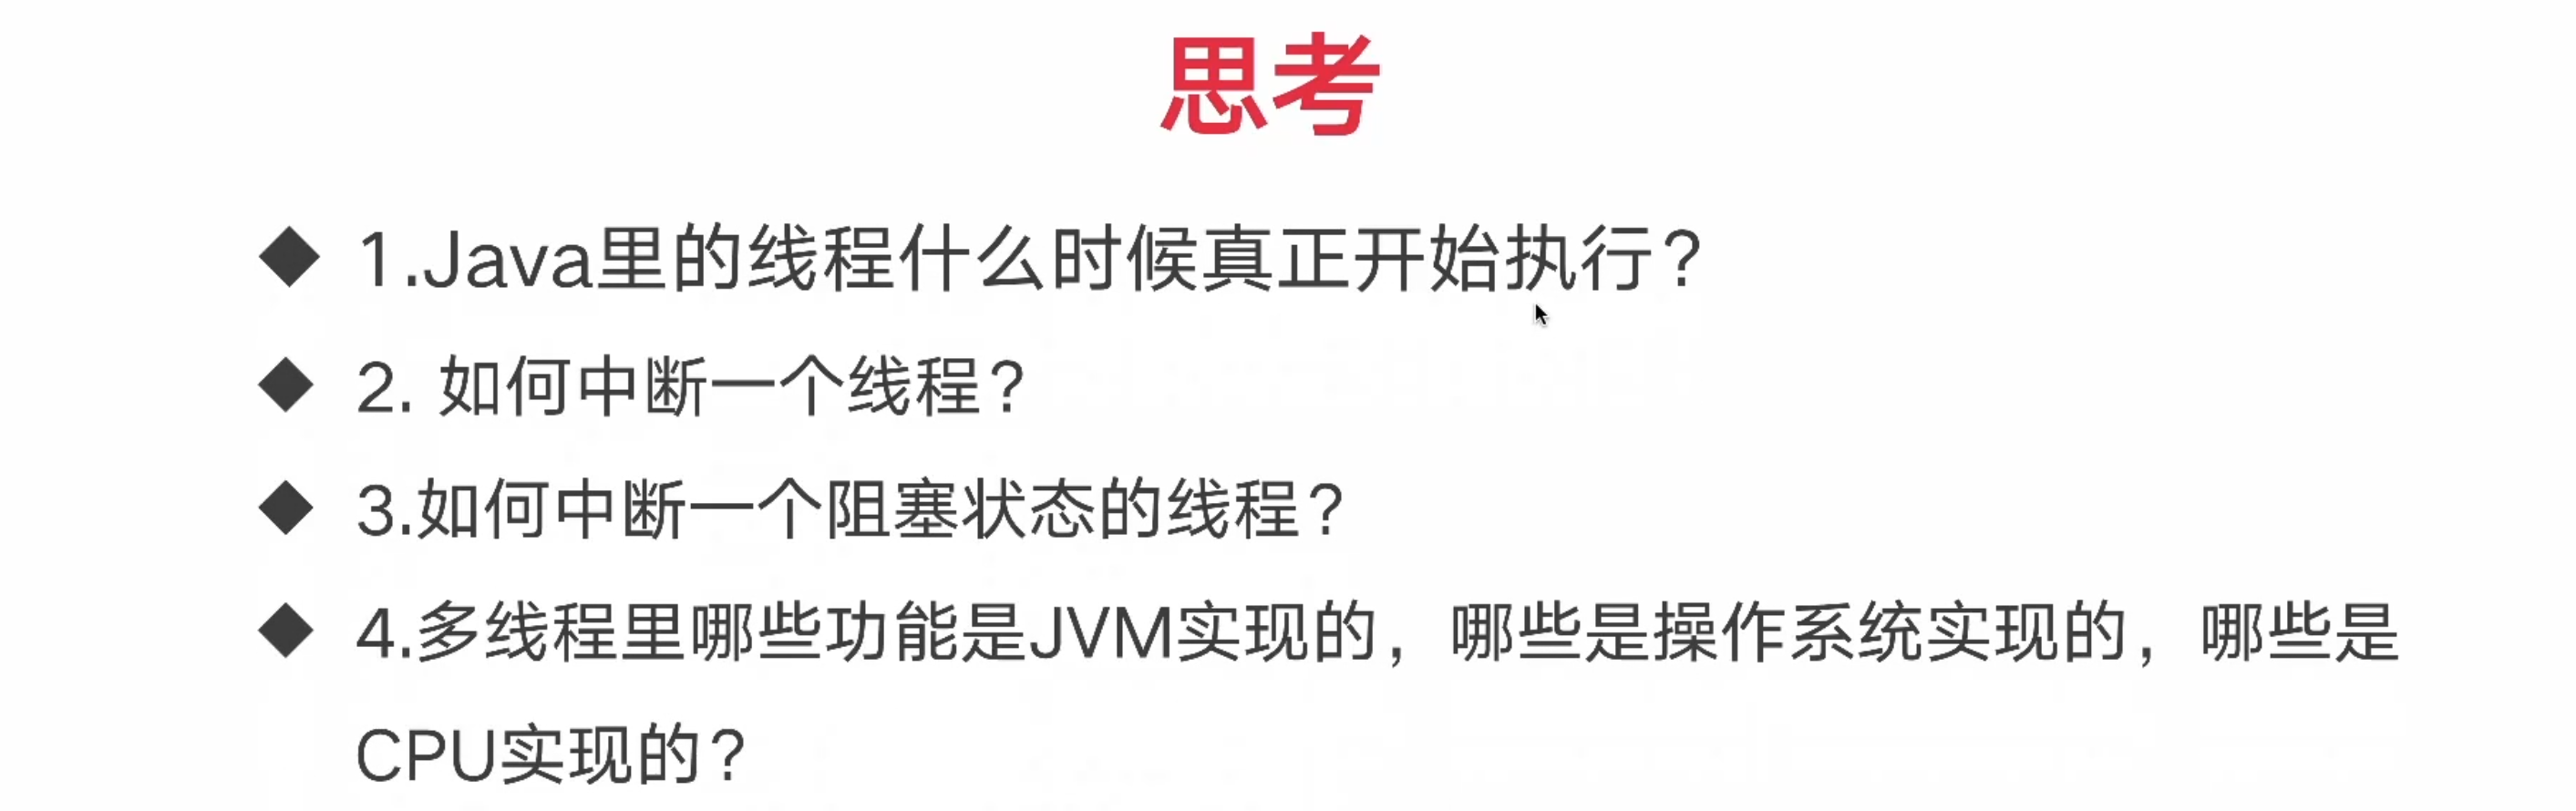 思考
1.Java里的线程什么时候真正开始执行？
2. 如何中断一个线程？
3.如何中断一个阻塞状态的线程？
4.多线程里哪些功能是JVM实现的，哪些是操作系统实现的，哪些是
CPU实现的？